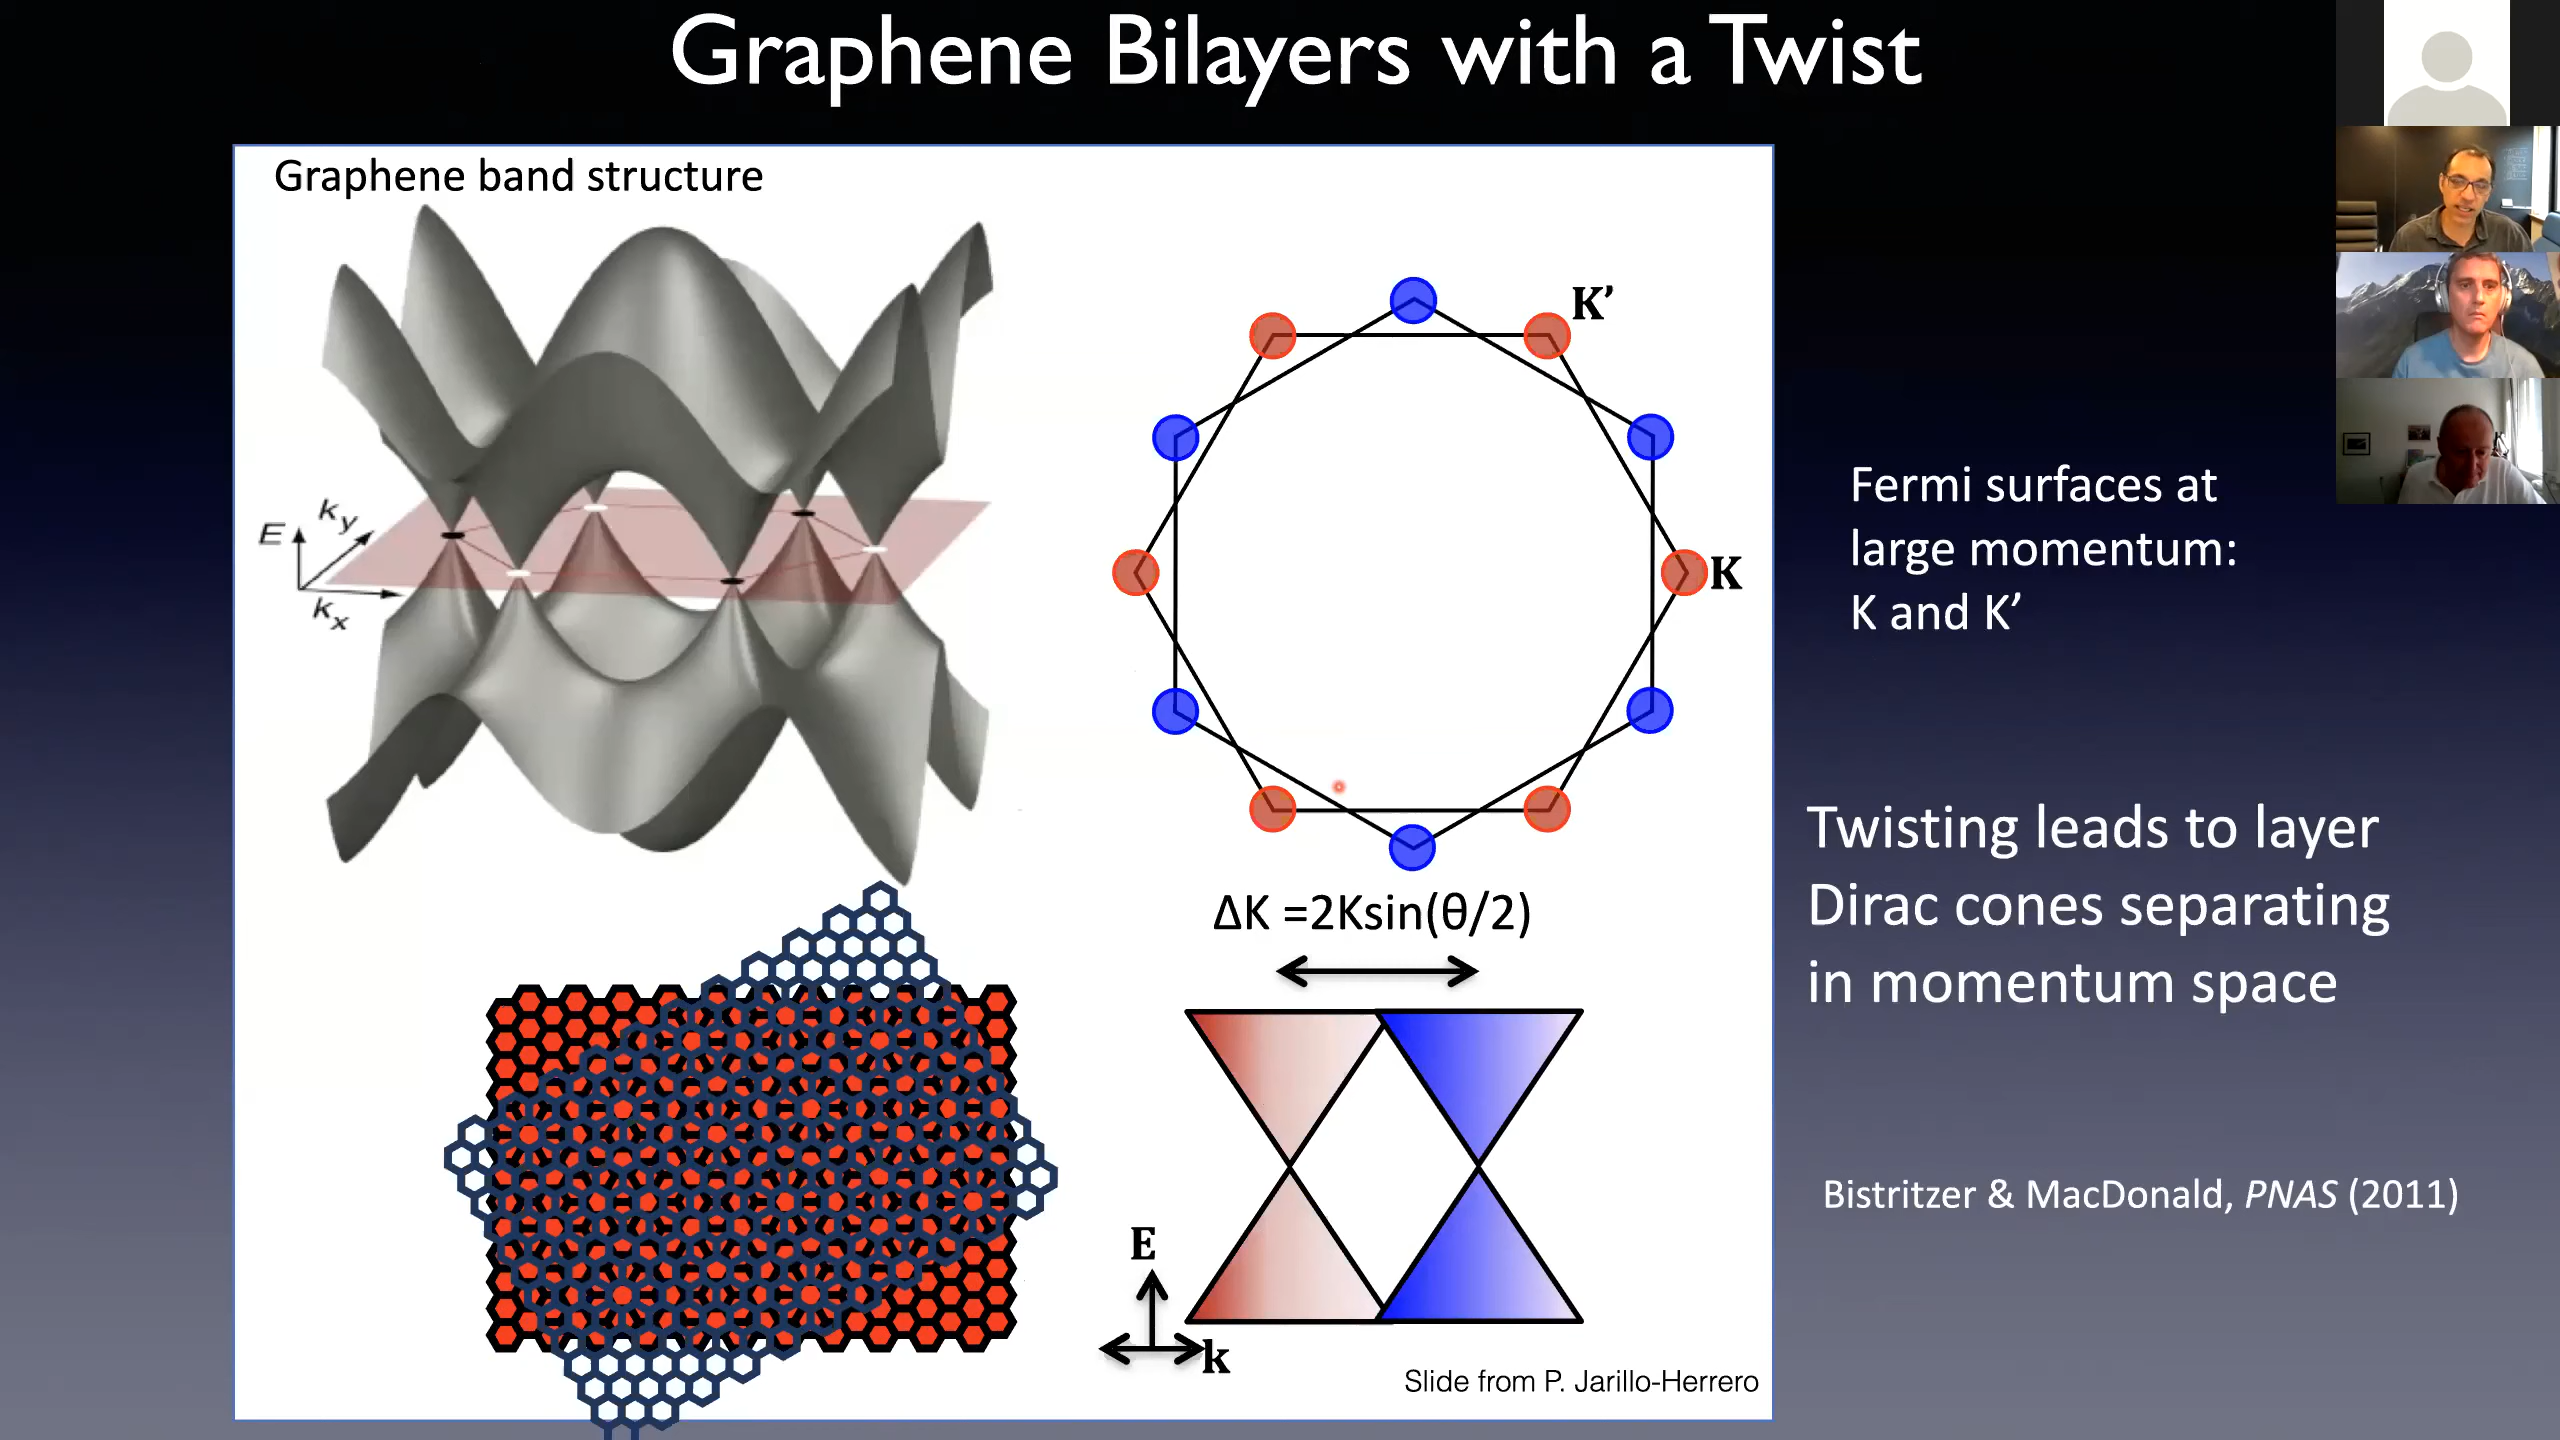 Graphene Bilayers with a Twist
Graphene band structure
E
ky
kx
K’
K
ΔK =2Ksin(θ/2)
E
k
Slide from P. Jarillo-Herrero
Fermi surfaces at
large momentum:
K and K’
Twisting leads to layer
Dirac cones separating
in momentum space
Bistritzer & MacDonald, PNAS (2011)